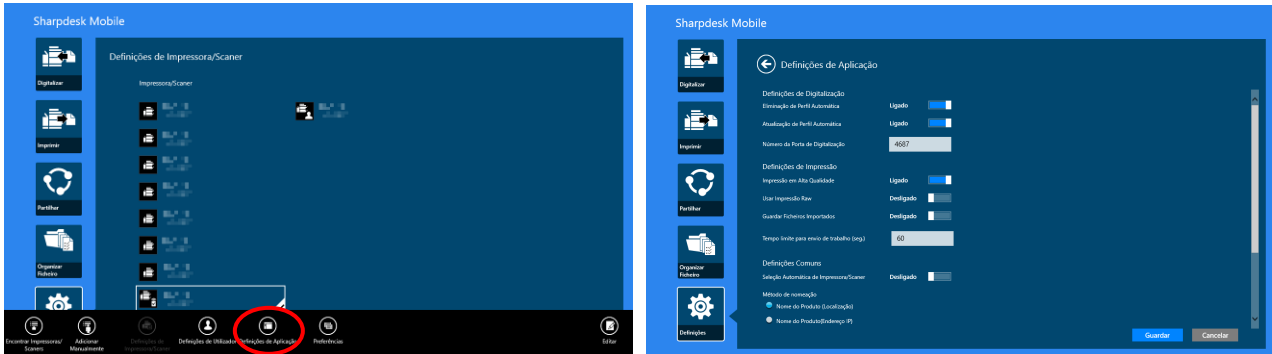 Sharpdesk Mobile
Digitalizar
Imprimir
Partilhar
Organizar
Ficheiro
Definições de Impressora/Scaner
Impressora/Scaner
Encontrar Impressoras/
Scaners
Adicionar
Manualmente
Definições de
Impressora/Scaner
Definições de Utilizador
Definições de Aplicação
Preferências
Editar
Sharpdesk Mobile
Digitalizar
Imprimir
Partilhar
Organizar
Ficheiro
Definições
Definições de Aplicação
Definições de Digitalização
Eliminação de Perfil Automática Ligado
Atualização de Perfil Automática Ligado
Número da Porta de Digitalização 4687
Definições de Impressão
Impressão em Alta Qualidade Ligado
Usar Impressão Raw Desligado
Guardar Ficheiros Importados Desligado
Tempo limite para envio de trabalho (seg.) 60
Definições Comuns
Seleção Automática de Impressora/Scaner Desligado
Método de nomeação
Nome do Produto (Localização)
Nome do Produto(Endereço IP)
Guardar Cancelar